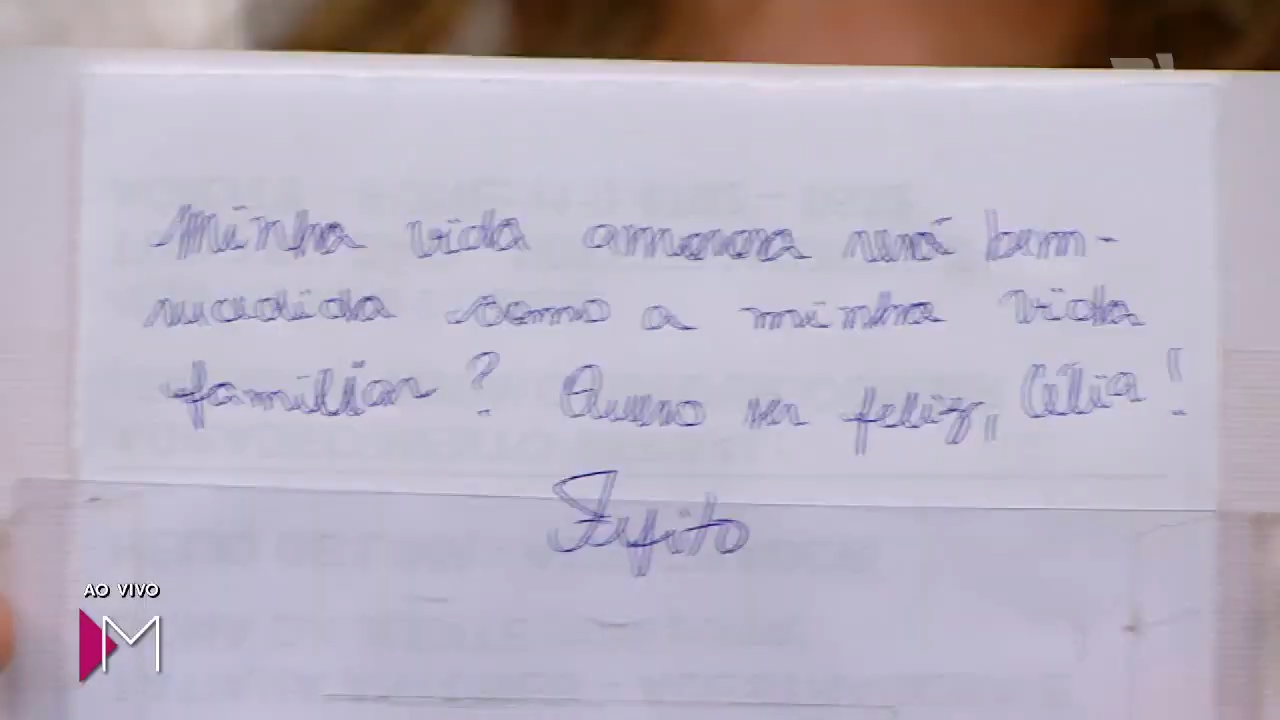 Minha vida amorosa será bem-
sucedida como a minha vida
familiar? Quero ser feliz, Célia!
AO VIVO
M